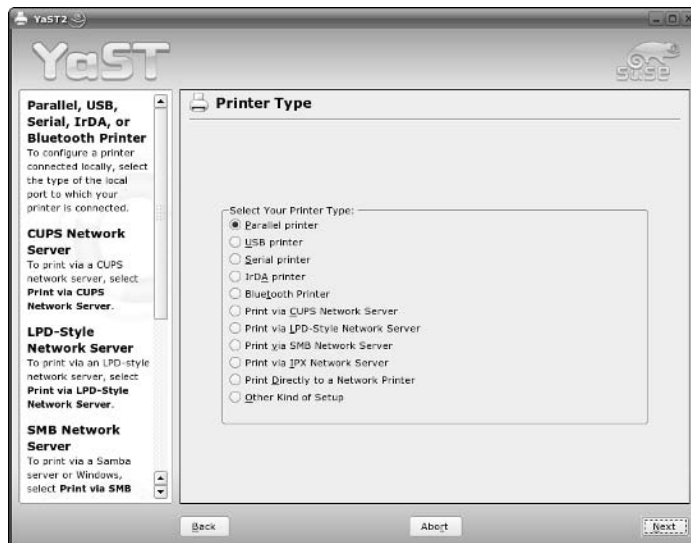 YaST2
YaST
SUSE
Parallel, USB,
Serial, IrDA, or
Bluetooth Printer
To configure a printer
connected locally, select
the type of the local
port to which your
printer is connected.
CUPS Network
Server
To print via a CUPS
network server, select
Print via CUPS
Network Server.
LPD-Style
Network Server
To print via an LPD-style
network server, select
Print via LPD-Style
Network Server.
SMB Network
Server
To print via a Samba
server or Windows,
select Print via SMB
Printer Type
Select Your Printer Type:
Parallel printer
USB printer
Serial printer
IrDA printer
Bluetooth Printer
Print via CUPS Network Server
Print via LPD-Style Network Server
Print via SMB Network Server
Print via IPX Network Server
Print Directly to a Network Printer
Other Kind of Setup
Back
Abort
Next